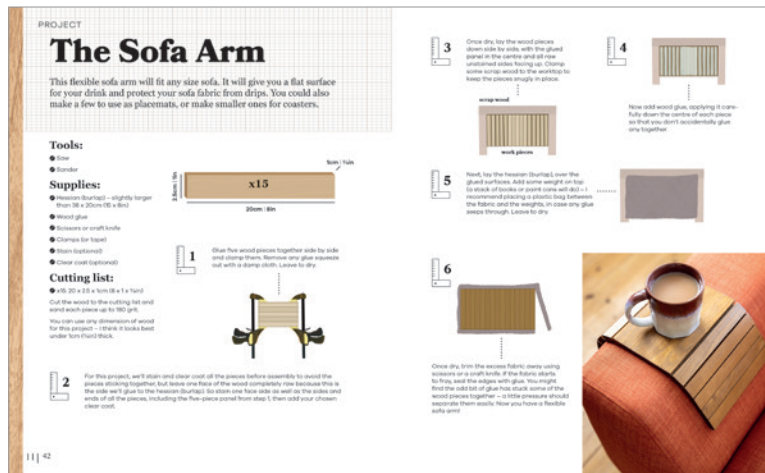 PROJECT
The Sofa Arm
This flexible sofa arm will fit any size sofa. It will give you a flat surface
for your drink and protect your sofa fabric from drips. You could also
make a few to use as placemats, or make smaller ones for coasters.
Tools:
Saw
Sander
Supplies:
Hessian (burlap) – slightly larger
than 38 x 20cm (15 x 8in)
Wood glue
Scissors or craft knife
Clamps (or tape)
Stain (optional)
Clear coat (optional)
Cutting list:
x15: 20 x 2.5 x 1cm (8 x 1 x ⅜in)
Cut the wood to the cutting list and
sand each piece up to 180 grit.
You can use any dimension of wood
for this project – I think it looks best
under 1cm (⅜in) thick.
x15
2.5cm | 1in
20cm | 8in
1cm | ⅜in
1
Glue five wood pieces together side by side
and clamp them. Remove any glue squeeze
out with a damp cloth. Leave to dry.
2
For this project, we'll stain and clear coat all the pieces before assembly to avoid the
pieces sticking together, but leave one face of the wood completely raw because this is
the side we'll glue to the hessian (burlap). So stain one face side as well as the sides and
ends of all the pieces, including the five-piece panel from step 1, then add your chosen
clear coat.
42
3
Once dry, lay the wood pieces
down side by side, with the glued
panel in the centre and all raw
unstained sides facing up. Clamp
some scrap wood to the worktop to
keep the pieces snugly in place.
scrap wood
work pieces
4
Now add wood glue, applying it care-
fully down the centre of each piece
so that you don't accidentally glue
any together.
5
Next, lay the hessian (burlap), over the
glued surfaces. Add some weight on top
(a stack of books or paint cans will do) – I
recommend placing a plastic bag between
the fabric and the weights, in case any glue
seeps through. Leave to dry.
6
Once dry, trim the excess fabric away using
scissors or a craft knife. If the fabric starts
to fray, seal the edges with glue. You might
find the odd bit of glue has stuck some of the
wood pieces together – a little pressure should
separate them easily. Now you have a flexible
sofa arm!